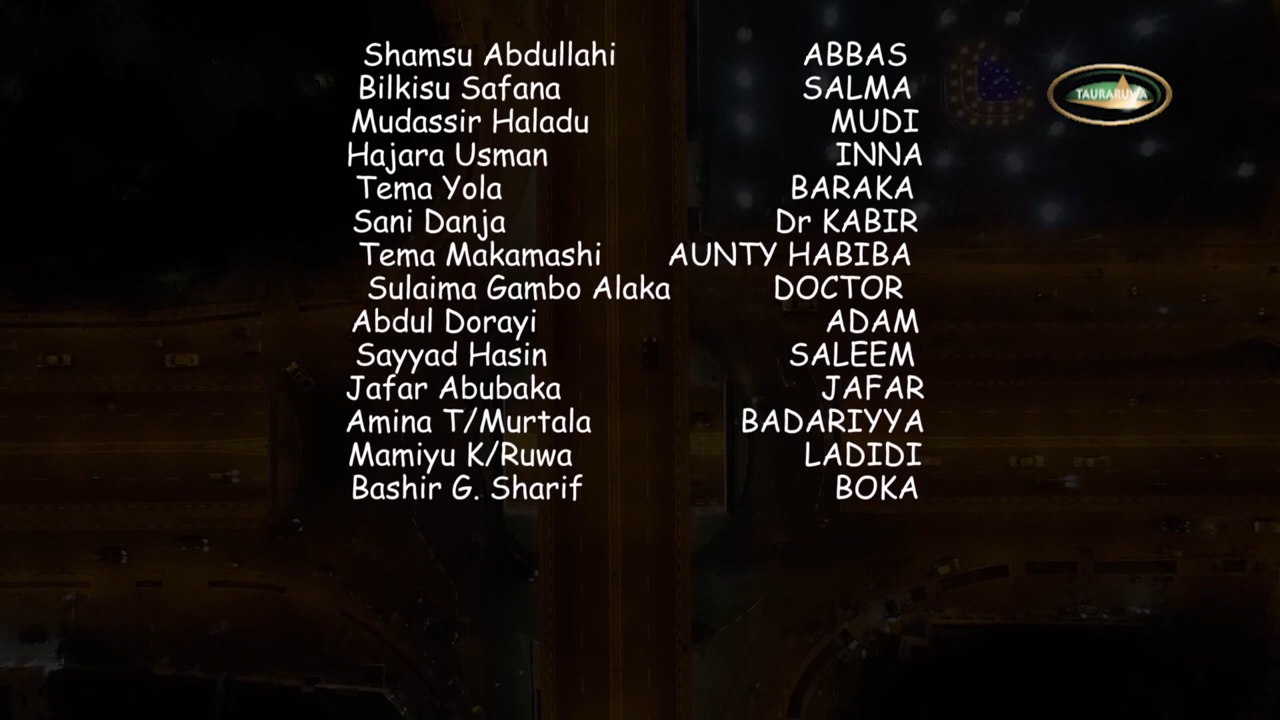 Shamsu Abdullahi ABBAS
Bilkisu Safana SALMA
Mudassir Haladu MUDI
Hajara Usman INNA
Tema Yola BARAKA
Sani Danja Dr KABIR
Tema Makamashi AUNTY HABIBA
Sulaima Gambo Alaka DOCTOR
Abdul Dorayi ADAM
Sayyad Hasin SALEEM
Jafar Abubaka JAFAR
Amina T/Murtala BADARIYYA
Mamiyu K/Ruwa LADIDI
Bashir G. Sharif BOKA
TAURARUWA